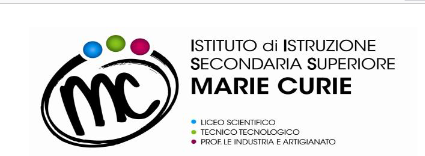 mc
ISTITUTO di ISTRUZIONE
SECONDARIA SUPERIORE
MARIE CURIE
LICEO SCIENTIFICO
TECNICO TECNOLOGICO
PROF.LE INDUSTRIA E ARTIGIANATO